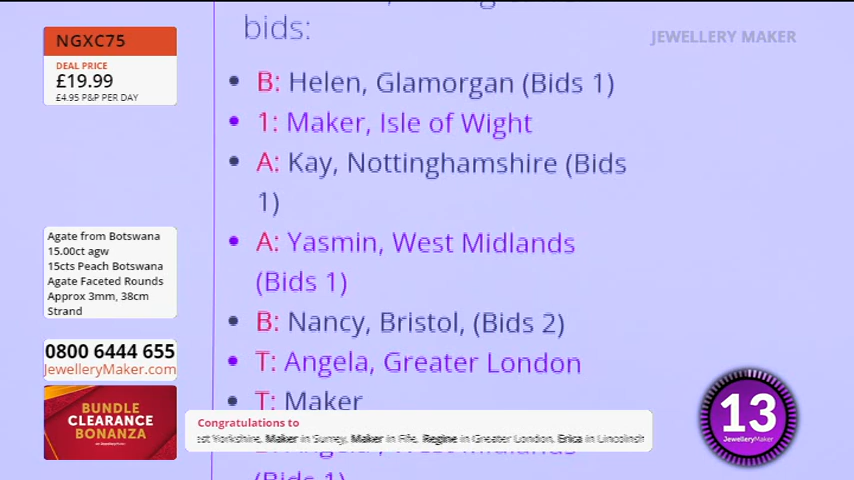 bids:
NGXC75
JEWELLERY MAKER
DEAL PRICE
£19.99
£4.95 P&P PER DAY
B: Helen, Glamorgan (Bids 1)
1: Maker, Isle of Wight
A: Kay, Nottinghamshire (Bids
1)
A: Yasmin, West Midlands
(Bids 1)
B: Nancy, Bristol, (Bids 2)
T: Angela, Greater London
T: Maker
Agate from Botswana
15.00ct agw
15cts Peach Botswana
Agate Faceted Rounds
Approx 3mm, 38cm
Strand
0800 6444 655
JewelleryMaker.com
BUNDLE
CLEARANCE
BONANZA
Congratulations to
Yorkshire, Maker in Surrey, Maker in Fife, Regine in Greater London, Erica in
(Bids 1)
13
JewelleryMaker